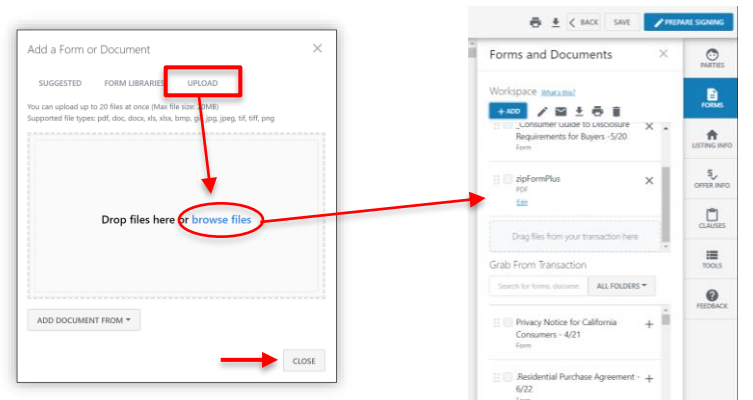 Add a Form or Document
SUGGESTED FORM LIBRARIES UPLOAD
You can upload up to 20 files at once (Max file size: 20MB)
Supported file types: pdf, doc, docx, xls, xlsx, bmp, gif, jpg, jpeg, tif, tiff, png
Drop files here or browse files
ADD DOCUMENT FROM
CLOSE
BACK SAVE PREPARE SIGNING
Forms and Documents
Workspace What's this?
+ ADD
_Consumer Guide to Disclosure
Requirements for Buyers -5/20
Form
zipFormPlus
PDF
Edit
Drag files from your transaction here
Grab From Transaction
Search for forms, docume ALL FOLDERS
Privacy Notice for California
Consumers - 4/21
Form
.Residential Purchase Agreement -
6/22
Form
PARTIES
FORMS
LISTING INFO
OFFER INFO
CLAUSES
TOOLS
FEEDBACK